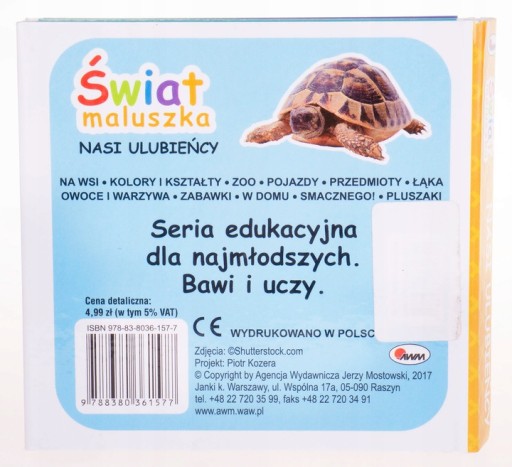 Świat
maluszka
NASI ULUBIEŃCY
NA WSI • KOLORY I KSZTAŁTY • ZOO • POJAZDY • PRZEDMIOTY • ŁĄKA
OWOCE I WARZYWA • ZABAWKI • W DOMU • SMACZNEGO! • PLUSZAKI
Seria edukacyjna
dla najmłodszych.
Bawi i uczy.
Cena detaliczna:
4,99 zł (w tym 5% VAT)
ISBN 978-83-8036-157-7
9 788380 361577
CE WYDRUKOWANO W POLSC
AWM
Zdjęcia: ©Shutterstock.com
Projekt: Piotr Kozera
© Copyright by Agencja Wydawnicza Jerzy Mostowski, 2017
Janki k. Warszawy, ul. Wspólna 17a, 05-090 Raszyn
tel. +48 22 720 35 99, faks +48 22 720 34 91
www.awm.waw.pl